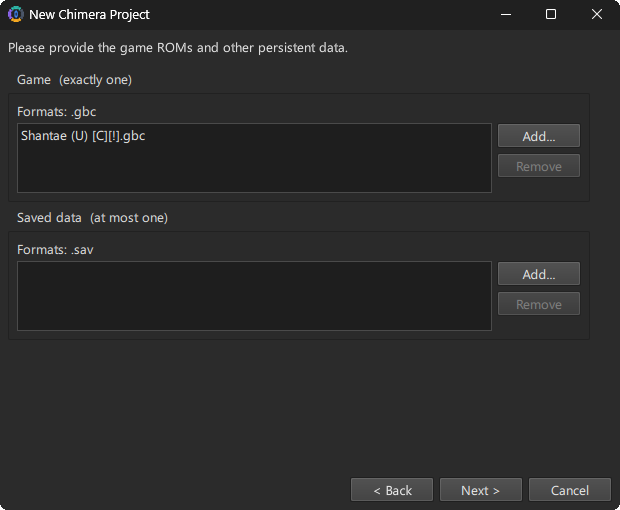 New Chimera Project
Please provide the game ROMs and other persistent data.
Game (exactly one)
Formats: .gbc
Shantae (U) [C][!].gbc
Add...
Remove
Saved data (at most one)
Formats: .sav
Add...
Remove
< Back
Next >
Cancel